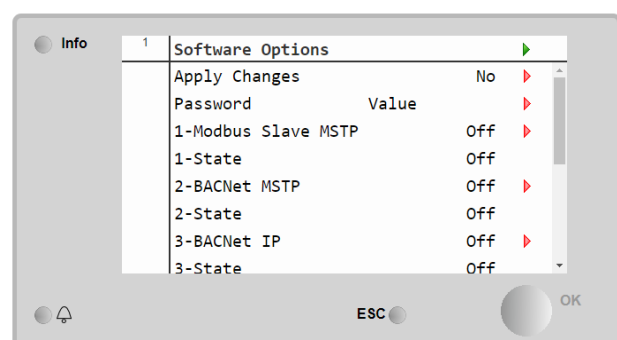 Info
1
Software Options
Apply Changes No
Password Value
1-Modbus Slave MSTP Off
1-State Off
2-BACNet MSTP Off
2-State Off
3-BACNet IP Off
3-State Off
ESC
OK